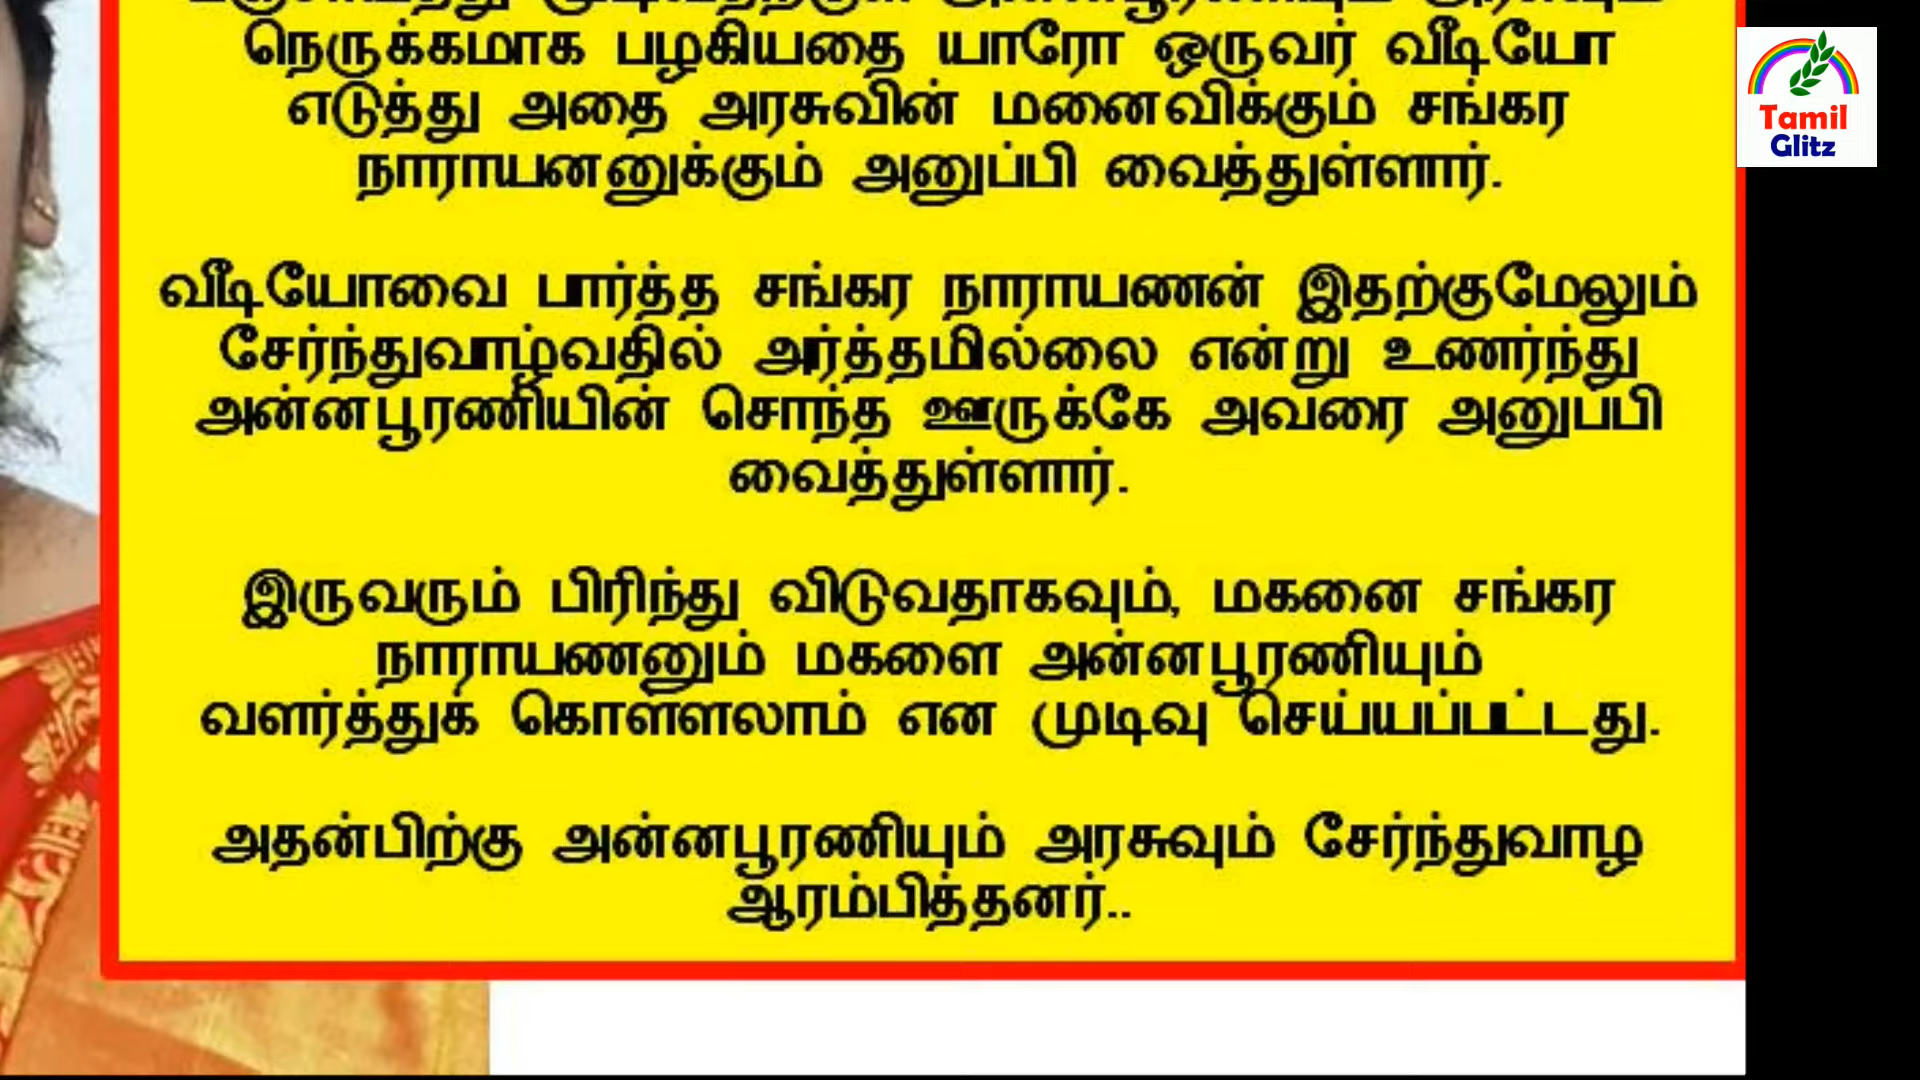 நெருக்கமாக பழகியதை யாரோ ஒருவர் வீடியோ
எடுத்து அதை அரசுவின் மனைவிக்கும் சங்கர
நாராயனனுக்கும் அனுப்பி வைத்துள்ளார்.
வீடியோவை பார்த்த சங்கர நாராயணன் இதற்குமேலும்
சேர்ந்துவாழ்வதில் அர்த்தமில்லை என்று உணர்ந்து
அன்னபூரணியின் சொந்த ஊருக்கே அவரை அனுப்பி
வைத்துள்ளார்.
இருவரும் பிரிந்து விடுவதாகவும், மகனை சங்கர
நாராயணனும் மகளை அன்னபூரணியும்
வளர்த்துக் கொள்ளலாம் என முடிவு செய்யப்பட்டது.
அதன்பிற்கு அன்னபூரணியும் அரசுவும் சேர்ந்துவாழ
ஆரம்பித்தனர்..
Tamil
Glitz